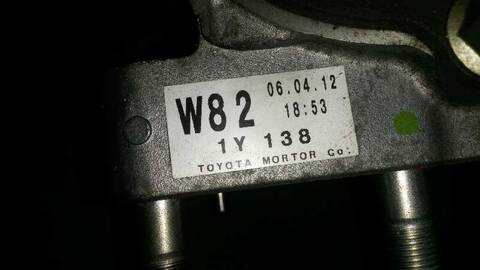 W82 06.04.12
18:53
1Y 138
TOYOTA MORTOR Co.